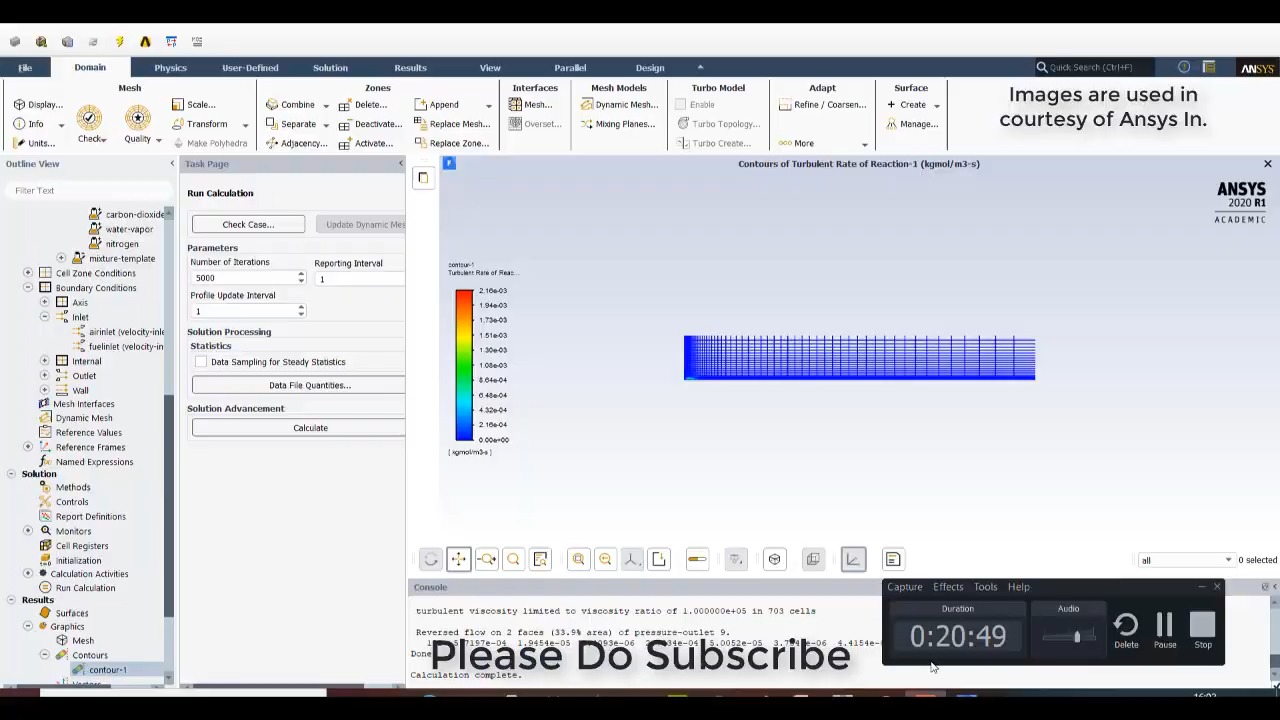 File Domain Physics User-Defined Solution Results View Parallel Design Quick Search (Ctrl+F) ANSYS
Mesh Zones Interfaces Mesh Models Turbo Model Adapt Surface
Display... Scale... Combine Delete... Append Mesh... Dynamic Mesh... Enable Refine / Coarsen... Create
Info Check Quality Transform Separate Deactivate... Replace Mesh... Overset... Mixing Planes... Turbo Topology... Manage...
Units... Make Polyhedra Adjacency... Activate... Replace Zone... Turbo Create... More
Images are used in
courtesy of Ansys In.
Outline View
Filter Text
carbon-dioxide
water-vapor
nitrogen
mixture-template
Cell Zone Conditions
Boundary Conditions
Axis
Inlet
airinlet (velocity-inle
fuelinlet (velocity-in
Internal
Outlet
Wall
Mesh Interfaces
Dynamic Mesh
Reference Values
Reference Frames
Named Expressions
Solution
Methods
Controls
Report Definitions
Monitors
Cell Registers
Initialization
Calculation Activities
Run Calculation
Results
Surfaces
Graphics
Mesh
Contours
contour-1
Task Page
Run Calculation
Check Case... Update Dynamic Mes
Parameters
Number of Iterations Reporting Interval
5000 1
Profile Update Interval
1
Solution Processing
Statistics
Data Sampling for Steady Statistics
Data File Quantities...
Solution Advancement
Calculate
Contours of Turbulent Rate of Reaction-1 (kgmol/m3-s)
ANSYS
2020 R1
ACADEMIC
contour-1
Turbulent Rate of Reac...
2.16e-03
1.94e-03
1.73e-03
1.51e-03
1.30e-03
1.08e-03
8.64e-04
6.48e-04
4.32e-04
2.16e-04
0.00e+00
[ kgmol/m3-s ]
all 0 selected
Console
turbulent viscosity limited to viscosity ratio of 1.000000e+05 in 703 cells
Reversed flow on 2 faces (33.9% area) of pressure-outlet 9.
Calculation complete.
Please Do Subscribe
Capture Effects Tools Help
Duration Audio
0:20:49
Delete Pause Stop